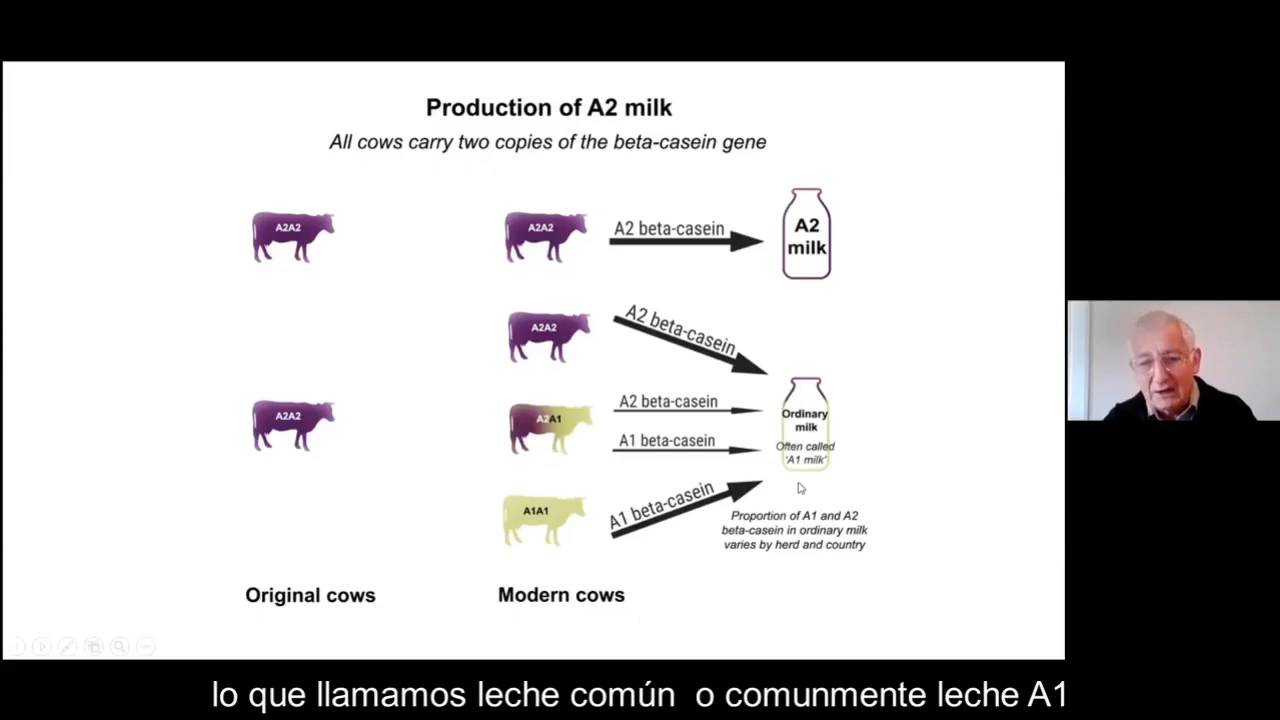 Production of A2 milk
All cows carry two copies of the beta-casein gene
A2A2
A2A2
A2 beta-casein
A2
milk
A2A2
A2 beta-casein
A2A2
A2A1
A2 beta-casein
A1 beta-casein
Ordinary
milk
Often called
'A1 milk'
A1A1
A1 beta-casein
Proportion of A1 and A2
beta-casein in ordinary milk
varies by herd and country
Original cows
Modern cows
lo que llamamos leche común o comunmente leche A1